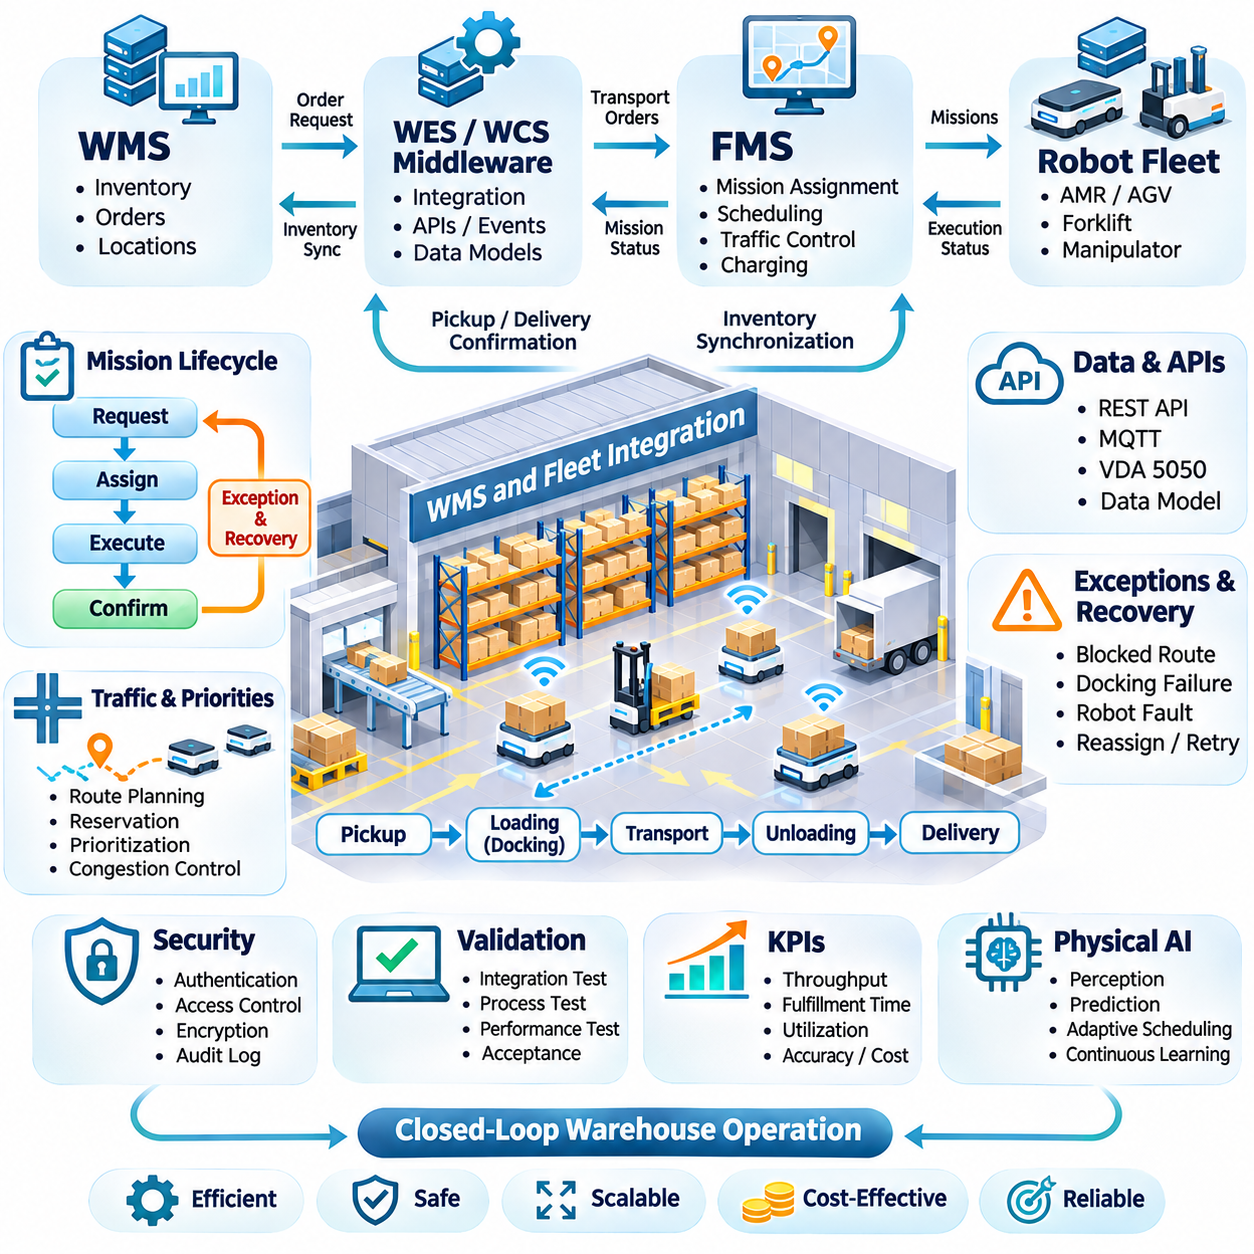 WMS
• Inventory
• Orders
• Locations
Order
Request
Inventory
Sync
WES / WCS
Middleware
• Integration
• APIs / Events
• Data Models
Transport
Orders
Mission
Status
FMS
• Mission Assignment
• Scheduling
• Traffic Control
• Charging
Missions
Execution
Status
Robot Fleet
• AMR / AGV
• Forklift
• Manipulator
Pickup / Delivery
Confirmation
Inventory
Synchronization
Mission Lifecycle
Request
Assign
Execute
Confirm
Exception
&
Recovery
WMS and Fleet Integration
API
Data & APIs
• REST API
• MQTT
• VDA 5050
• Data Model
Exceptions &
Recovery
• Blocked Route
• Docking Failure
• Robot Fault
• Reassign / Retry
Traffic & Priorities
• Route Planning
• Reservation
• Prioritization
• Congestion Control
Pickup
Loading
(Docking)
Transport
Unloading
Delivery
Security
• Authentication
• Access Control
• Encryption
• Audit Log
Validation
• Integration Test
• Process Test
• Performance Test
• Acceptance
KPIs
• Throughput
• Fulfillment Time
• Utilization
• Accuracy / Cost
Physical AI
• Perception
• Prediction
• Adaptive Scheduling
• Continuous Learning
Closed-Loop Warehouse Operation
Efficient
Safe
Scalable
Cost-Effective
Reliable